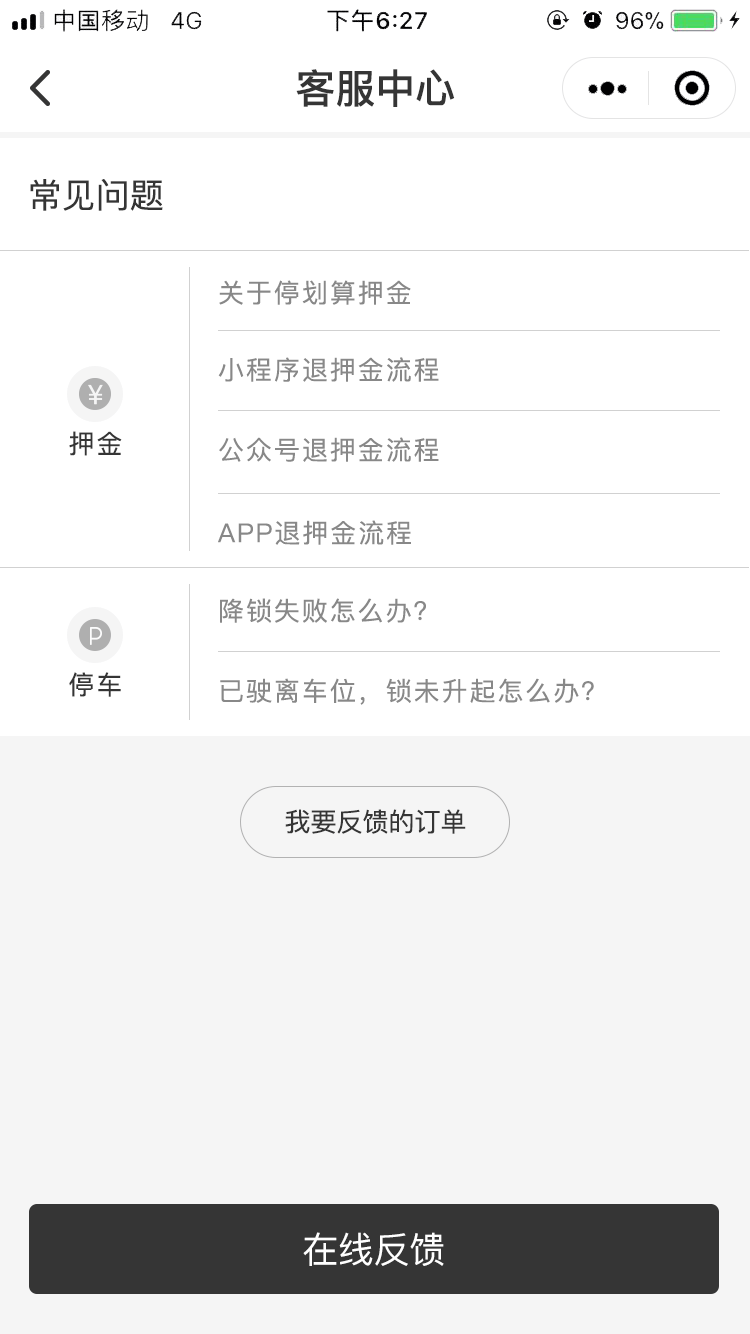 中国移动 4G 下午6:27 96%
客服中心
常见问题
¥
押金
关于停划算押金
小程序退押金流程
公众号退押金流程
APP退押金流程
P
停车
降锁失败怎么办?
已驶离车位，锁未升起怎么办?
我要反馈的订单
在线反馈